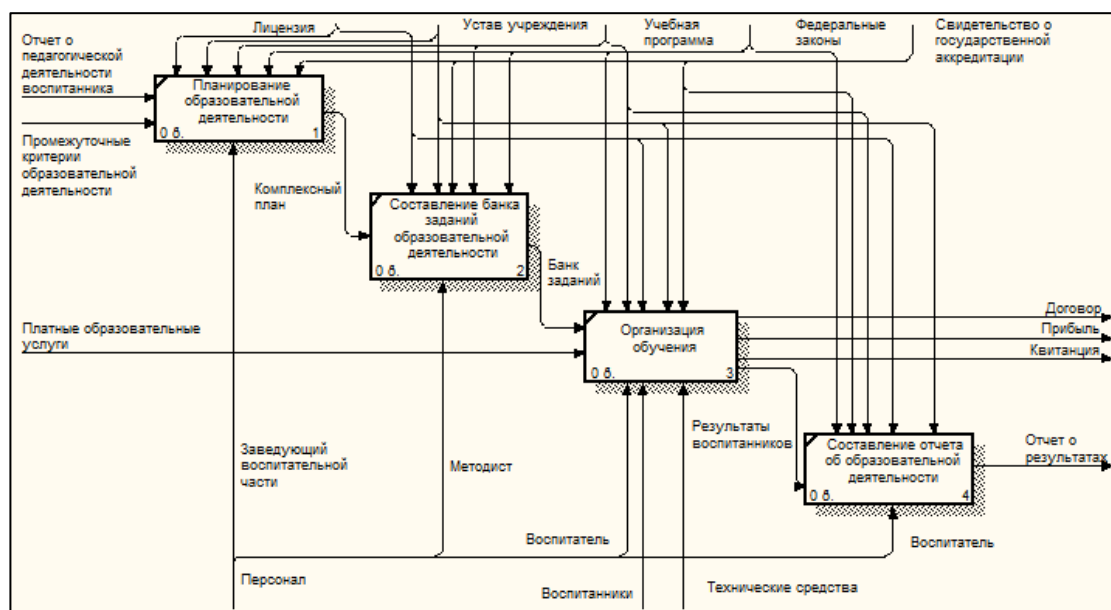 Лицензия
Устав учреждения
Учебная
программа
Федеральные
законы
Свидетельство о
государственной
аккредитации
Отчет о
педагогической
деятельности
воспитанника
Планирование
образовательной
деятельности
0 р.
1
Промежуточные
критерии
образовательной
деятельности
Комплексный
план
Составление банка
заданий
образовательной
деятельности
0 р.
2
Банк
заданий
Платные образовательные
услуги
Организация
обучения
0 р.
3
Договор
Прибыль
Квитанция
Результаты
воспитанников
Составление отчета
об образовательной
деятельности
0 р.
4
Отчет о
результатах
Заведующий
воспитательной
части
Методист
Воспитатель
Воспитатель
Персонал
Воспитанники
Технические средства